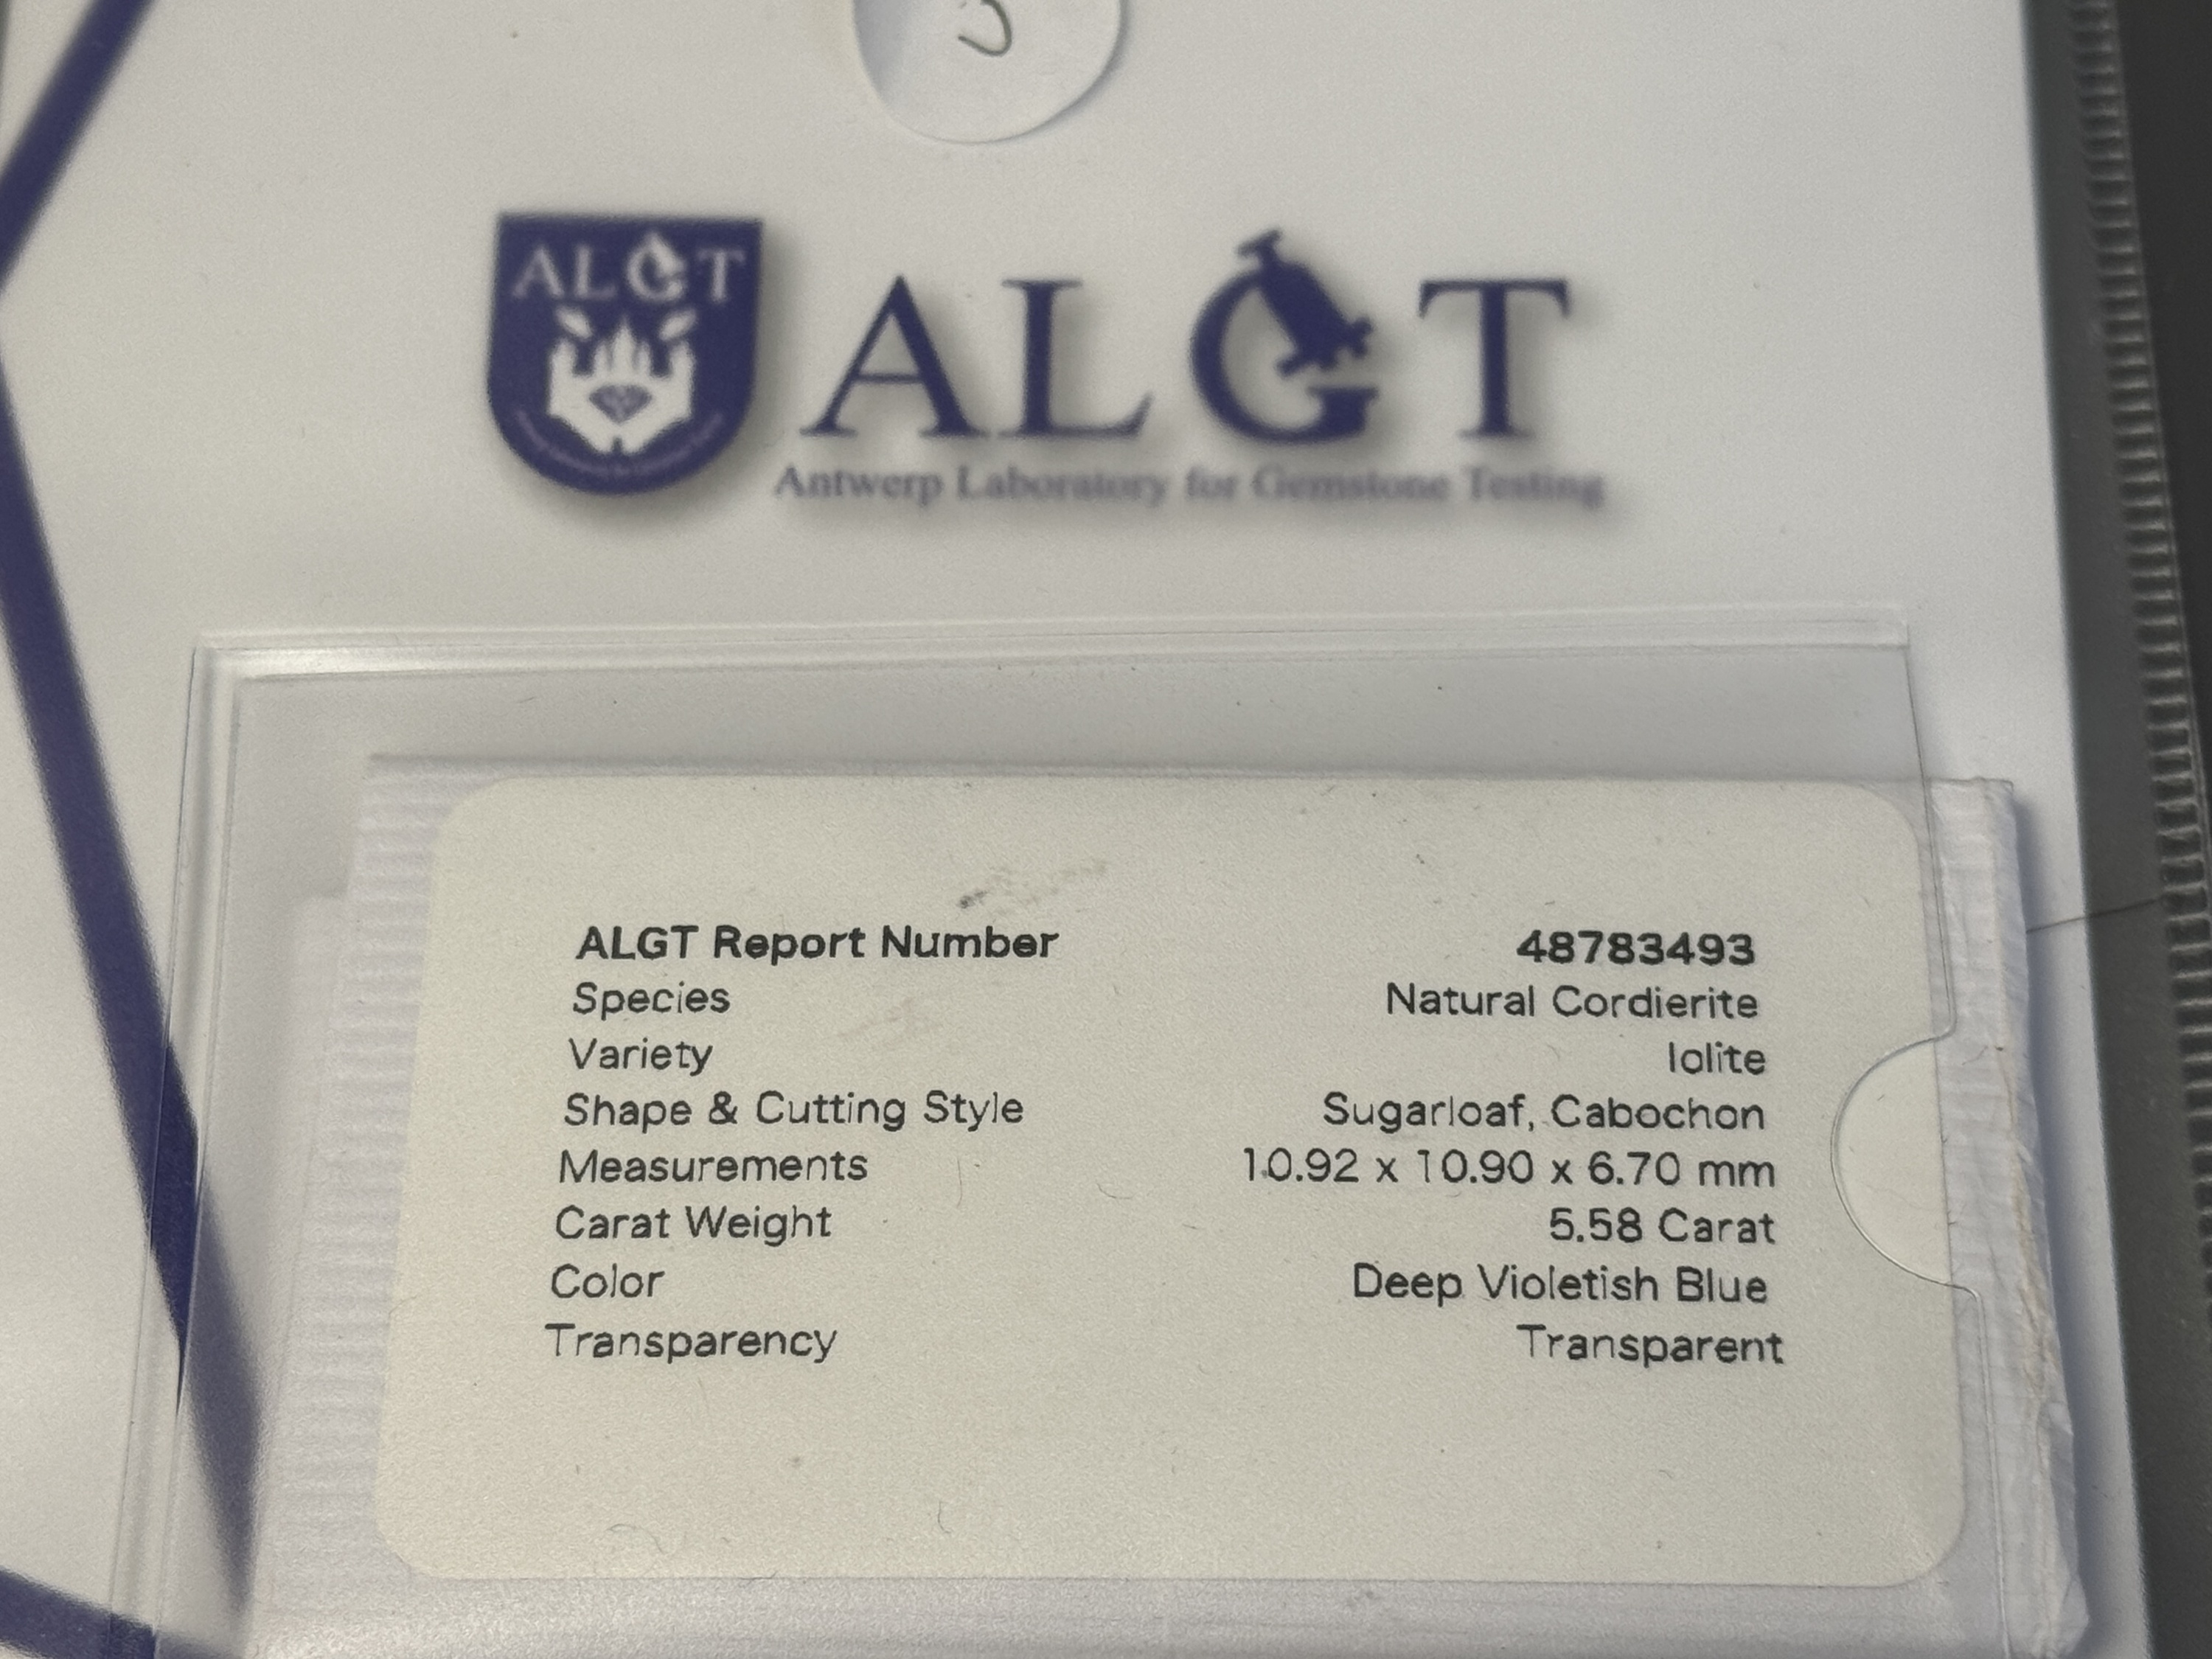 ALGT
ALGT
Antwerp Laboratory for Gemstone Testing
ALGT Report Number 48783493
Species Natural Cordierite
Variety Iolite
Shape & Cutting Style Sugarloaf, Cabochon
Measurements 10.92 x 10.90 x 6.70 mm
Carat Weight 5.58 Carat
Color Deep Violetish Blue
Transparency Transparent